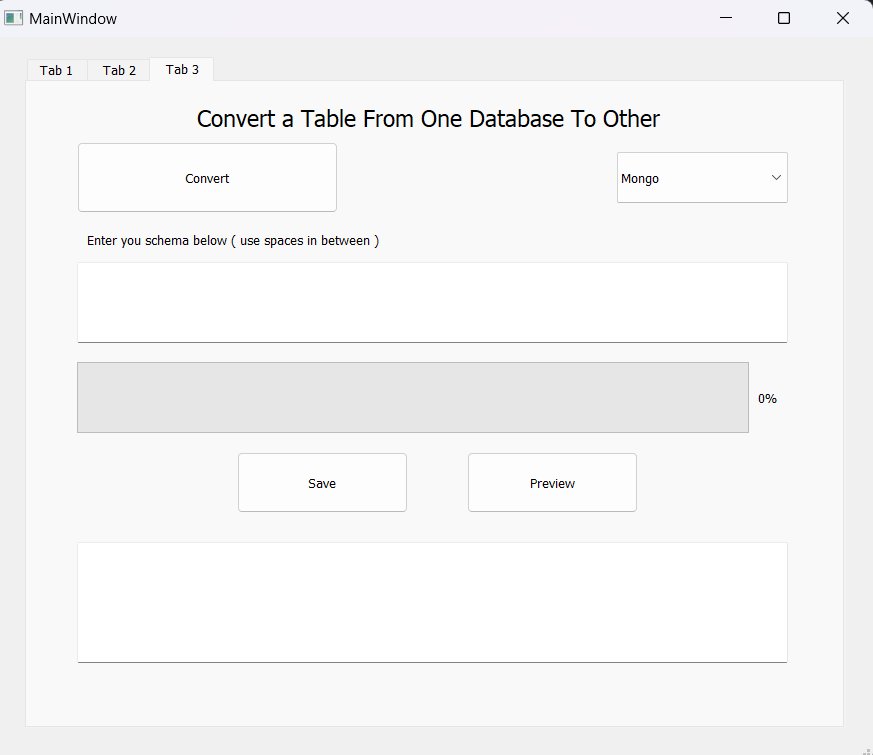 MainWindow
Tab 1 Tab 2 Tab 3
Convert a Table From One Database To Other
Convert
Mongo
Enter you schema below ( use spaces in between )
0%
Save
Preview